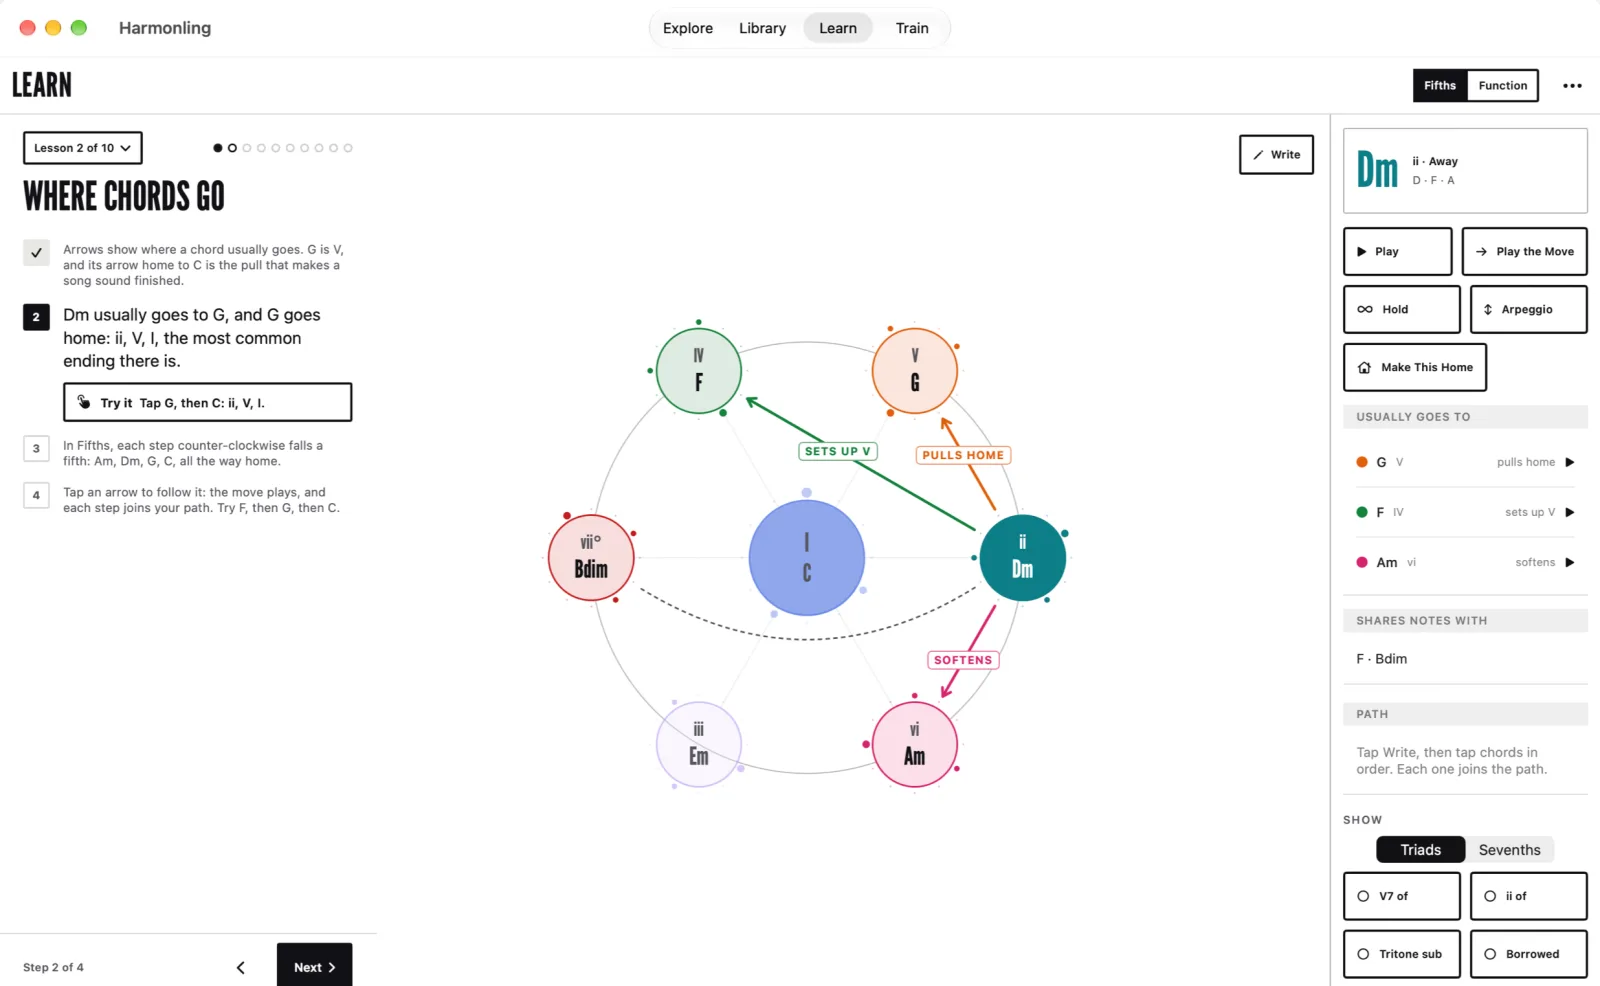 Harmonling
Explore
Library
Learn
Train
LEARN
Fifths
Function
Lesson 2 of 10
WHERE CHORDS GO
Arrows show where a chord usually goes. G is V,
and its arrow home to C is the pull that makes a
song sound finished.
2
Dm usually goes to G, and G goes
home: ii, V, I, the most common
ending there is.
Try it Tap G, then C: ii, V, I.
3
In Fifths, each step counter-clockwise falls a
fifth: Am, Dm, G, C, all the way home.
4
Tap an arrow to follow it: the move plays, and
each step joins your path. Try F, then G, then C.
Step 2 of 4
Next
Write
IV
F
V
G
SETS UP V
PULLS HOME
vii°
Bdim
I
C
ii
Dm
SOFTENS
iii
Em
vi
Am
Dm
ii · Away
D · F · A
Play
Play the Move
Hold
Arpeggio
Make This Home
USUALLY GOES TO
G V pulls home
F IV sets up V
Am vi softens
SHARES NOTES WITH
F · Bdim
PATH
Tap Write, then tap chords in
order. Each one joins the path.
SHOW
Triads
Sevenths
V7 of
ii of
Tritone sub
Borrowed